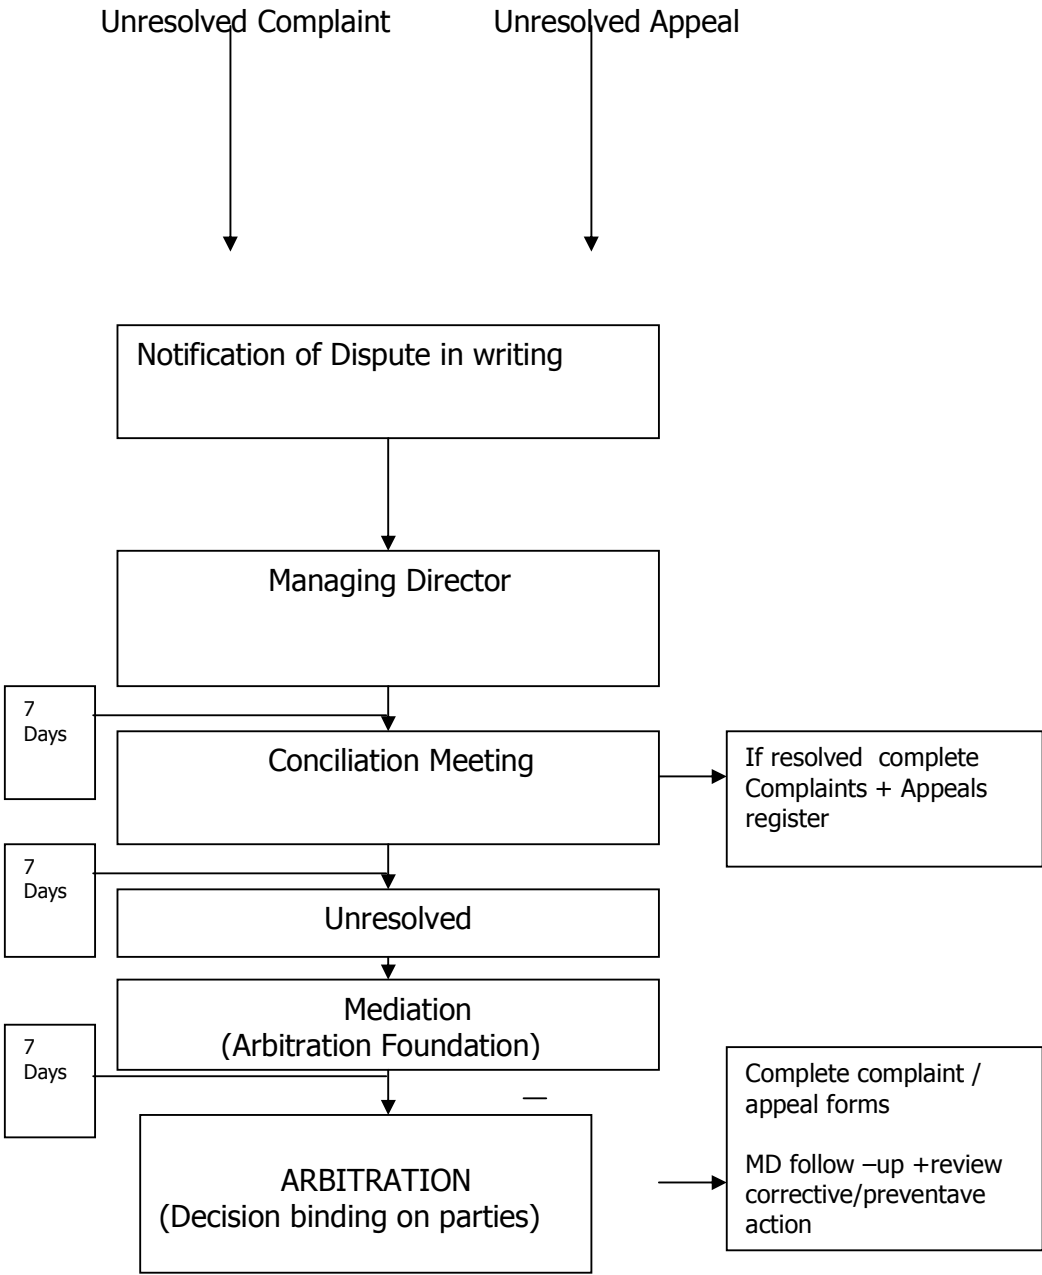 Unresolved Complaint
Unresolved Appeal
Notification of Dispute in writing
Managing Director
7
Days
Conciliation Meeting
If resolved  complete
Complaints + Appeals
register
7
Days
Unresolved
Mediation
(Arbitration Foundation)
7
Days
Complete complaint /
appeal forms
MD follow –up +review
corrective/preventave
action
ARBITRATION
(Decision binding on parties)